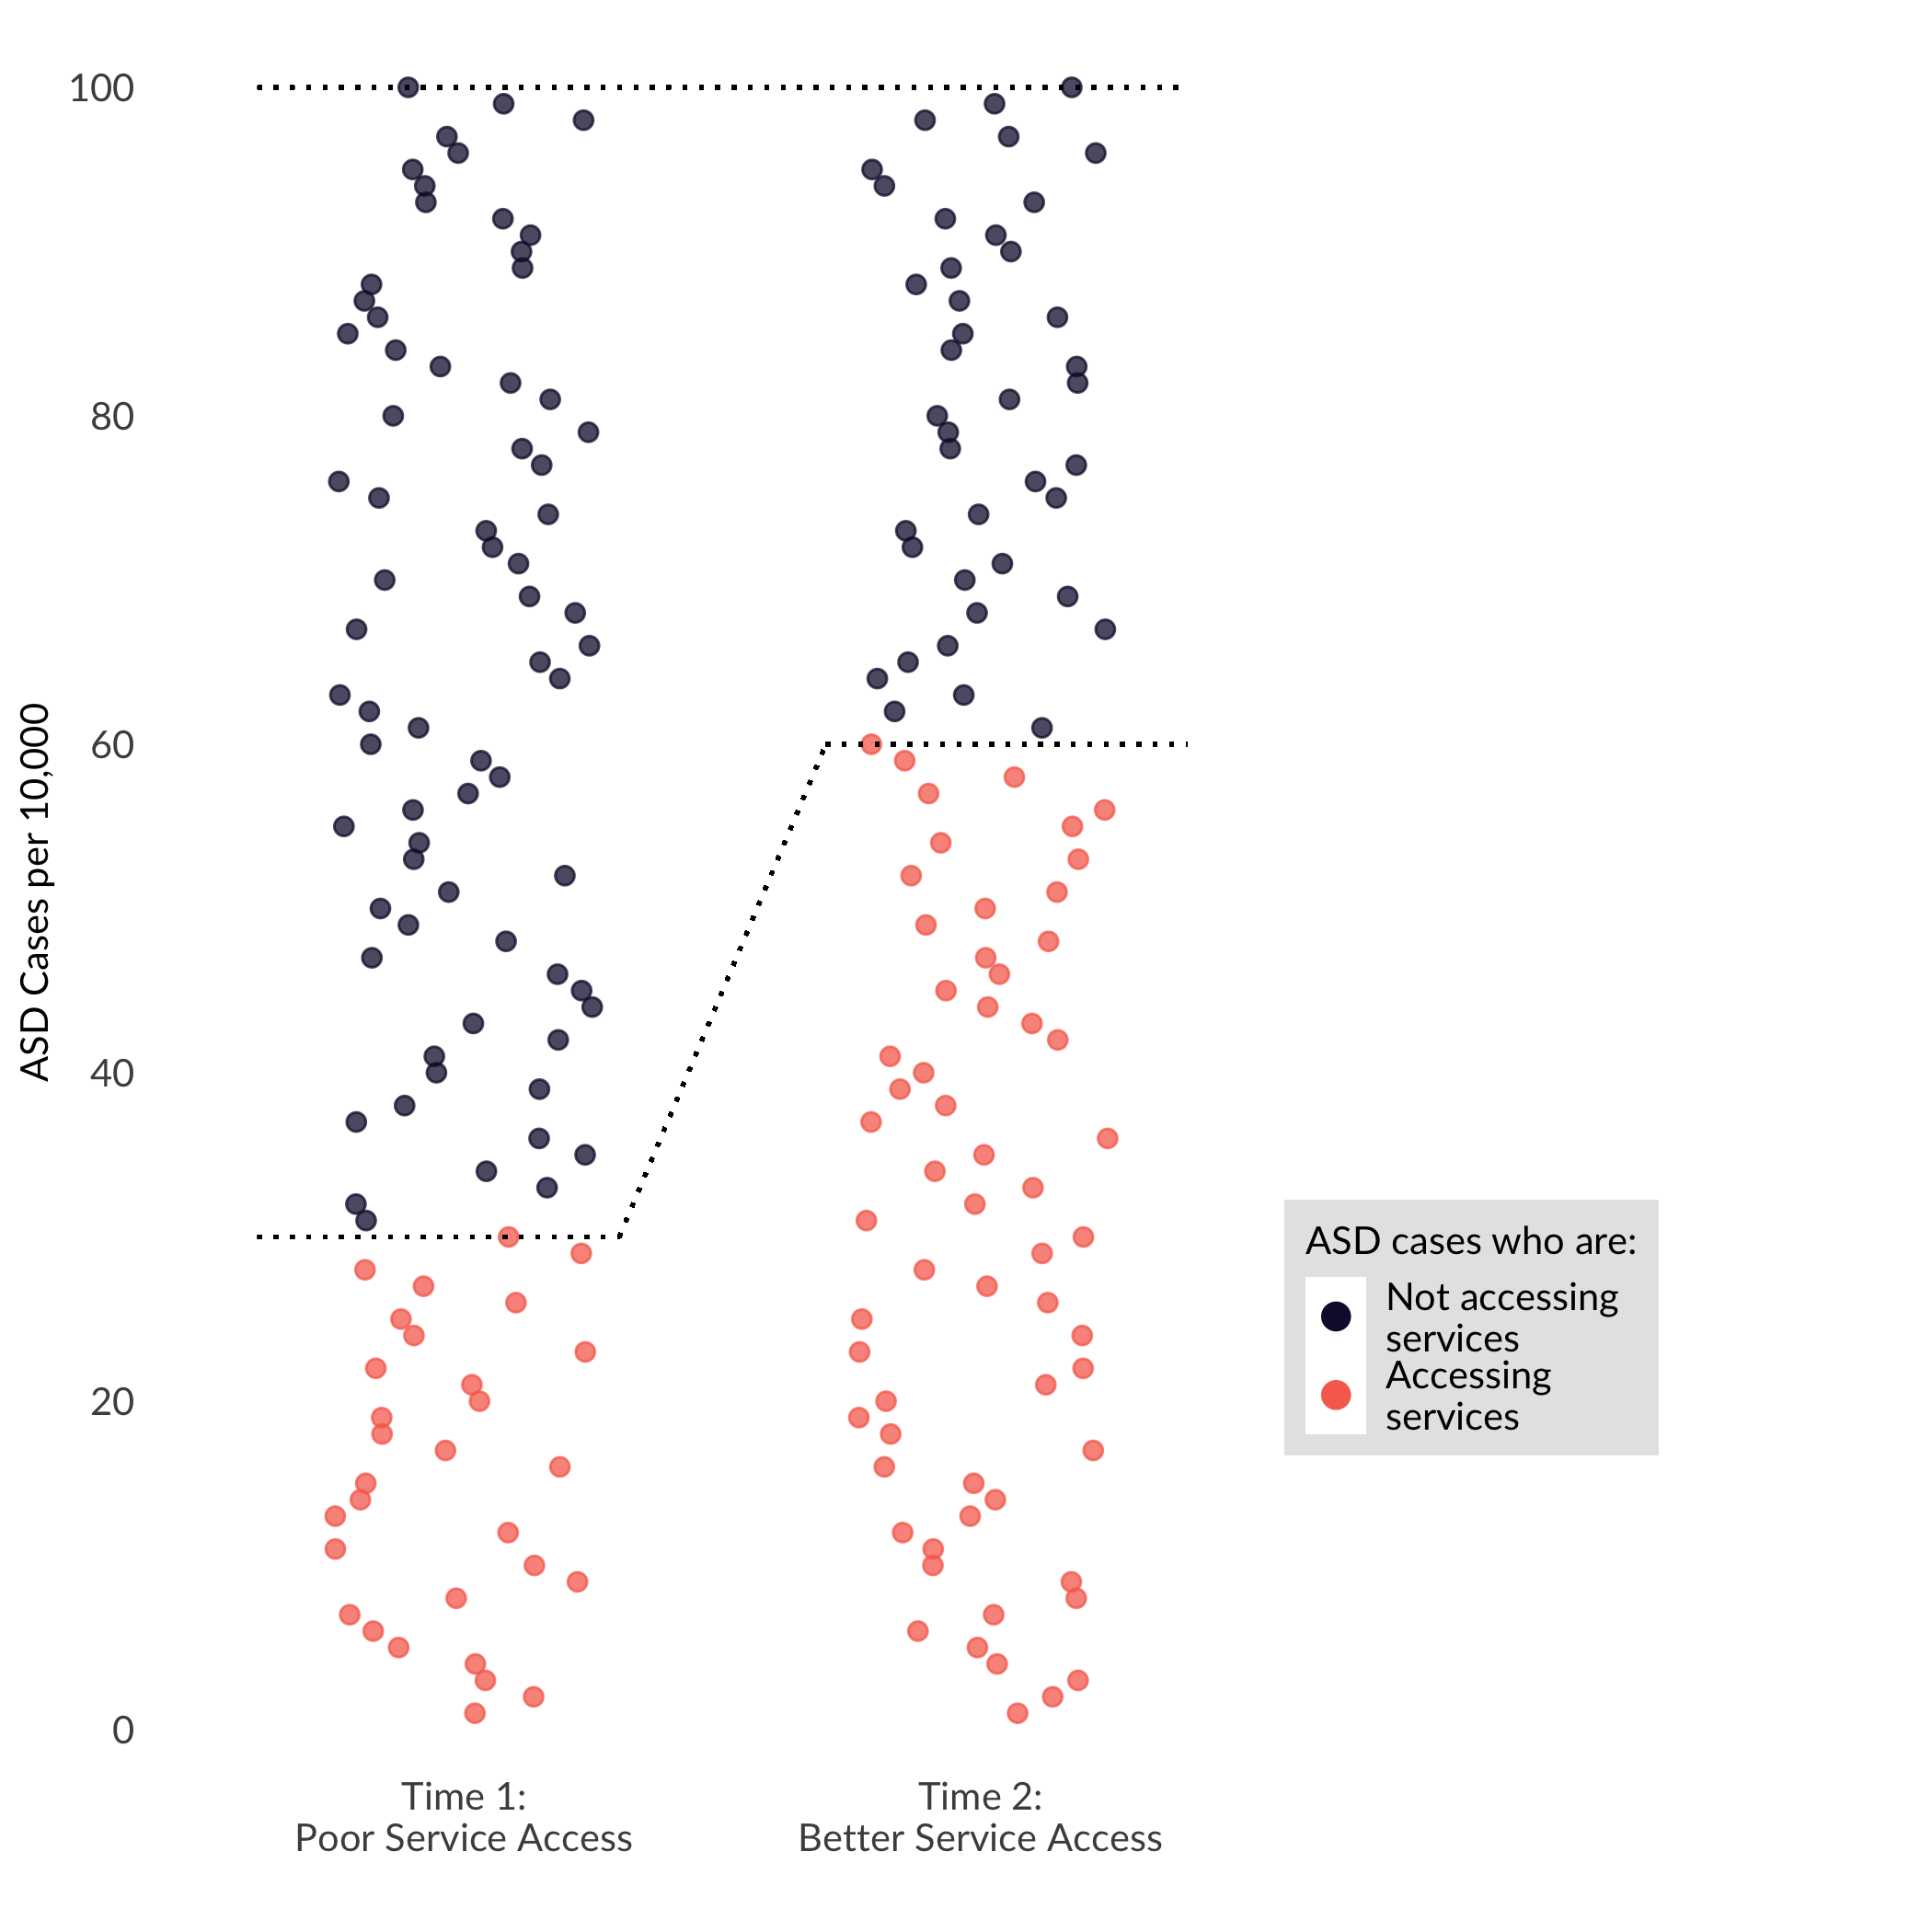 100
80
60
40
20
0
ASD Cases per 10,000
Time 1:
Poor Service Access
Time 2:
Better Service Access
ASD cases who are:
Not accessing
services
Accessing
services